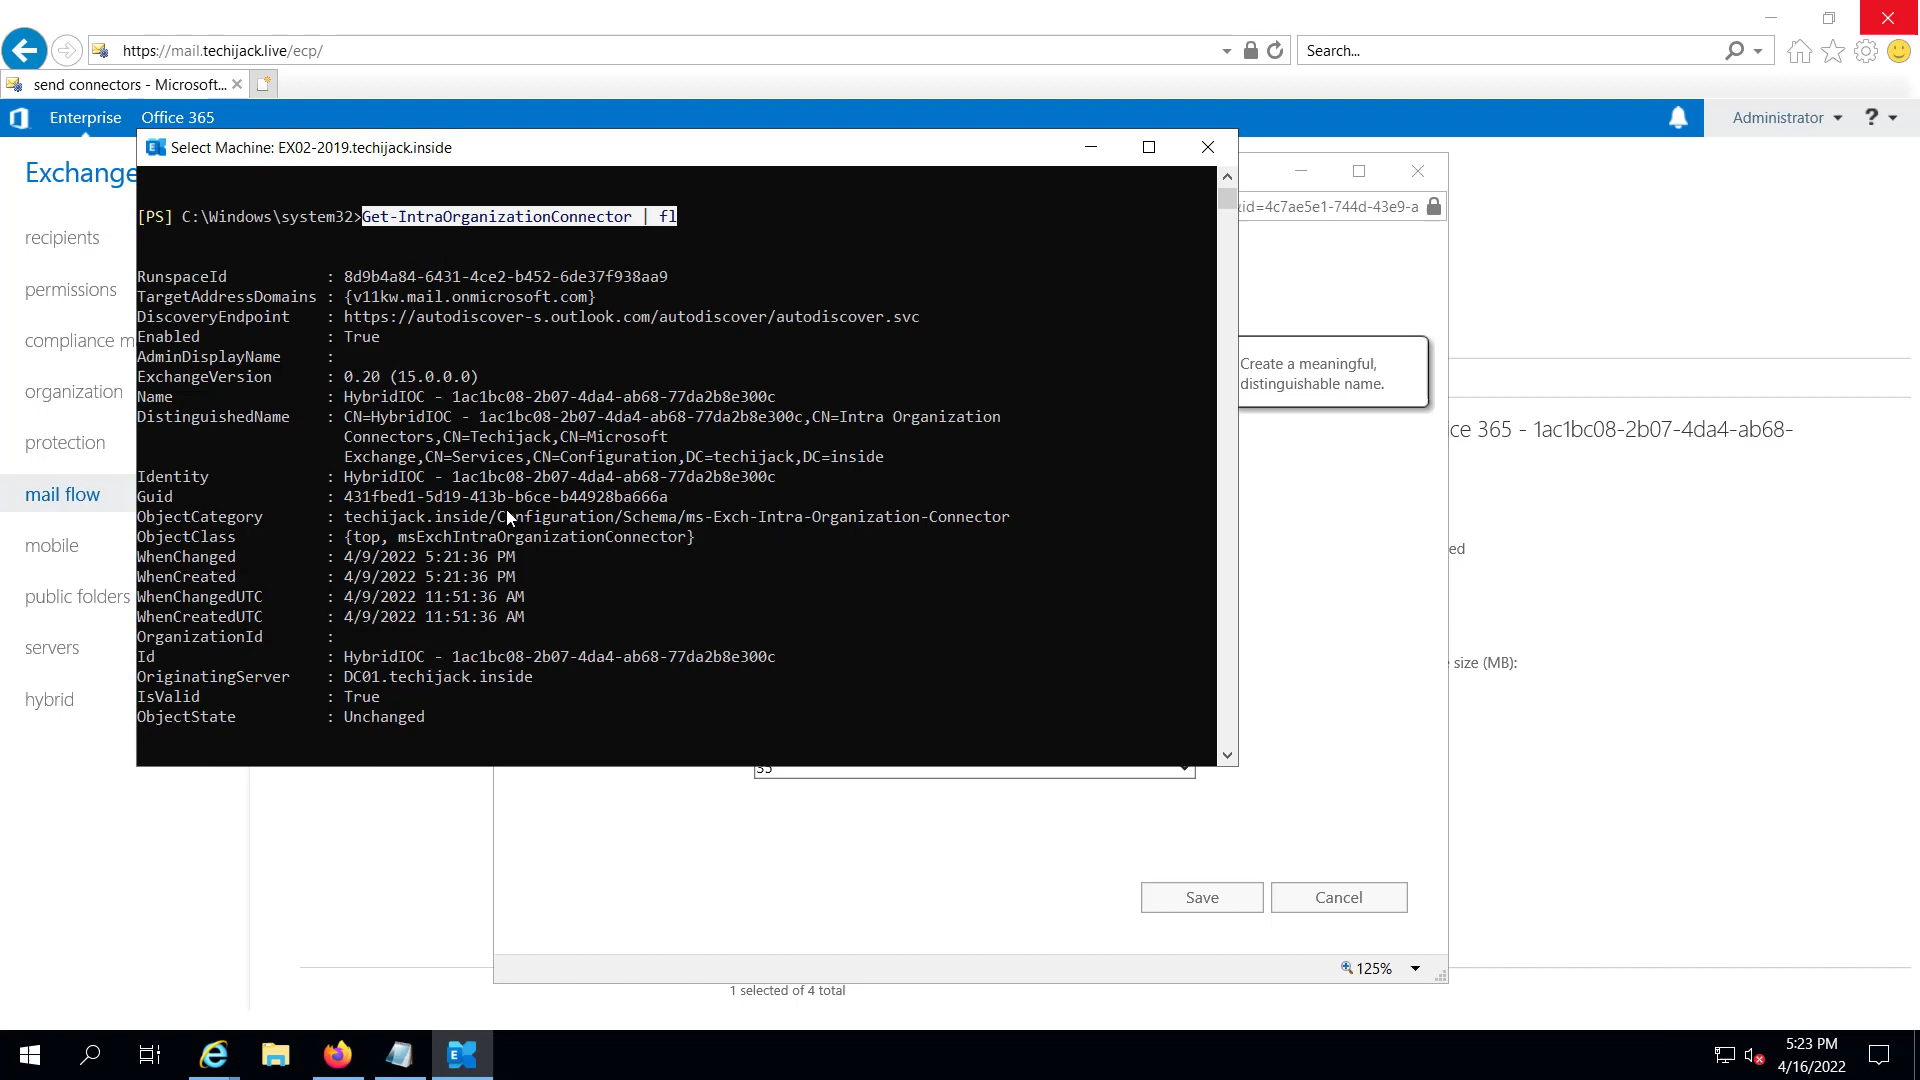 https://mail.techijack.live/ecp/
Search...
send connectors - Microsoft...
Enterprise
Office 365
Administrator
?
Select Machine: EX02-2019.techijack.inside
Exchange
recipients
permissions
compliance m
organization
protection
mail flow
mobile
public folders
servers
hybrid
[PS] C:\Windows\system32>Get-IntraOrganizationConnector | fl
RunspaceId : 8d9b4a84-6431-4ce2-b452-6de37f938aa9
TargetAddressDomains : {v11kw.mail.onmicrosoft.com}
DiscoveryEndpoint : https://autodiscover-s.outlook.com/autodiscover/autodiscover.svc
Enabled : True
AdminDisplayName :
ExchangeVersion : 0.20 (15.0.0.0)
Name : HybridIOC - 1ac1bc08-2b07-4da4-ab68-77da2b8e300c
DistinguishedName : CN=HybridIOC - 1ac1bc08-2b07-4da4-ab68-77da2b8e300c,CN=Intra Organization
Connectors,CN=Techijack,CN=Microsoft
Exchange,CN=Services,CN=Configuration,DC=techijack,DC=inside
Identity : HybridIOC - 1ac1bc08-2b07-4da4-ab68-77da2b8e300c
Guid : 431fbed1-5d19-413b-b6ce-b44928ba666a
ObjectCategory : techijack.inside/Configuration/Schema/ms-Exch-Intra-Organization-Connector
ObjectClass : {top, msExchIntraOrganizationConnector}
WhenChanged : 4/9/2022 5:21:36 PM
WhenCreated : 4/9/2022 5:21:36 PM
WhenChangedUTC : 4/9/2022 11:51:36 AM
WhenCreatedUTC : 4/9/2022 11:51:36 AM
OrganizationId :
Id : HybridIOC - 1ac1bc08-2b07-4da4-ab68-77da2b8e300c
OriginatingServer : DC01.techijack.inside
IsValid : True
ObjectState : Unchanged
&id=4c7ae5e1-744d-43e9-a
Create a meaningful,
distinguishable name.
ce 365 - 1ac1bc08-2b07-4da4-ab68-
ed
size (MB):
35
Save
Cancel
125%
1 selected of 4 total
5:23 PM
4/16/2022